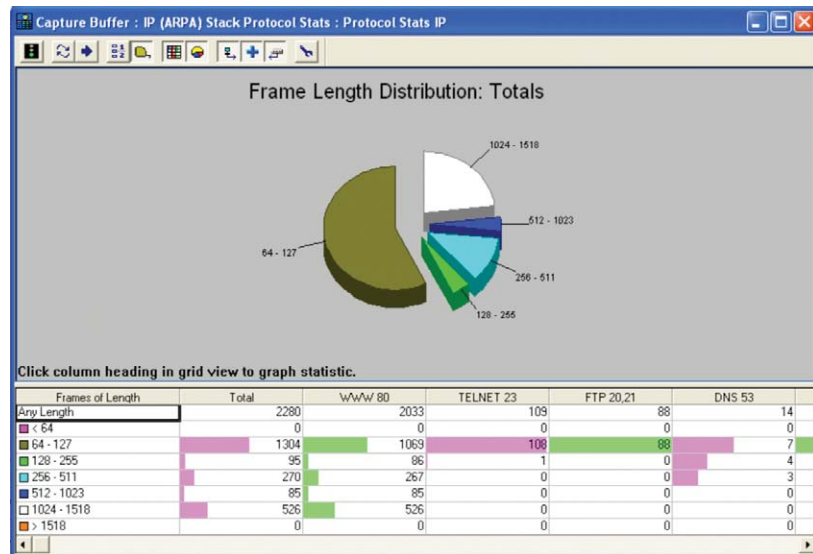 Capture Buffer : IP (ARPA) Stack Protocol Stats : Protocol Stats IP
Frame Length Distribution: Totals
1024 - 1518
512 - 1023
64 - 127
256 - 511
128 - 255
Click column heading in grid view to graph statistic.
Frames of Length Total WWW 80 TELNET 23 FTP 20,21 DNS 53
Any Length 2280 2033 109 88 14
< 64 0 0 0 0 0
64 - 127 1304 1069 108 88 7
128 - 255 95 86 1 0 4
256 - 511 270 267 0 0 3
512 - 1023 85 85 0 0 0
1024 - 1518 526 526 0 0 0
> 1518 0 0 0 0 0